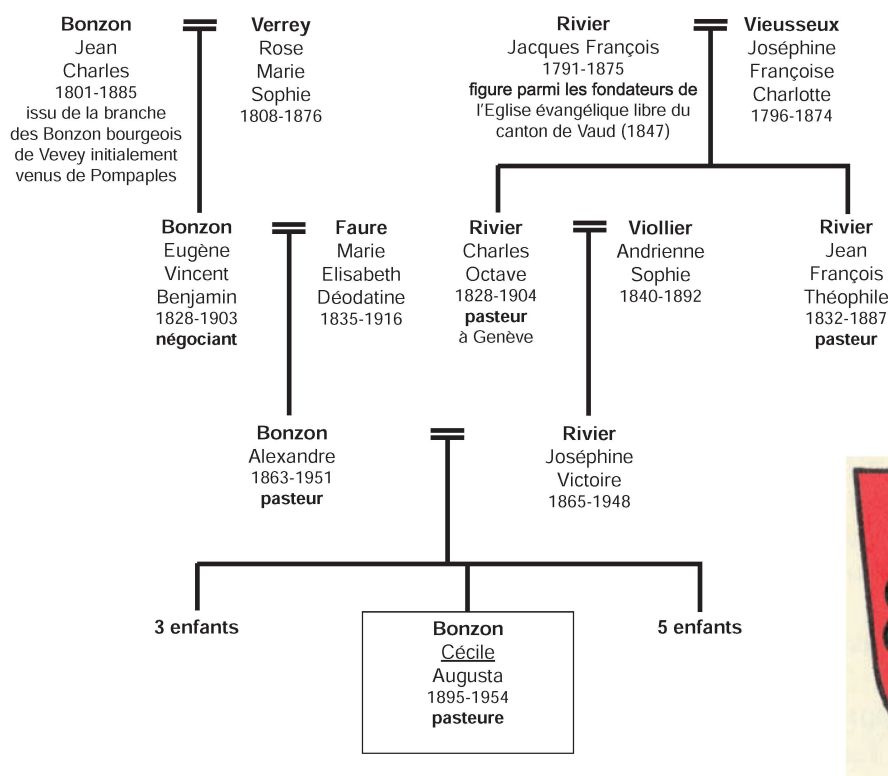 Bonzon
Jean
Charles
1801-1885
issu de la branche
des Bonzon bourgeois
de Vevey initialement
venus de Pompaples
Verrey
Rose
Marie
Sophie
1808-1876
Rivier
Jacques François
1791-1875
figure parmi les fondateurs de
l'Eglise évangélique libre du
canton de Vaud (1847)
Vieusseux
Joséphine
Françoise
Charlotte
1796-1874
Bonzon
Eugène
Vincent
Benjamin
1828-1903
négociant
Faure
Marie
Elisabeth
Déodatine
1835-1916
Rivier
Charles
Octave
1828-1904
pasteur
à Genève
Viollier
Andrienne
Sophie
1840-1892
Rivier
Jean
François
Théophile
1832-1887
pasteur
Bonzon
Alexandre
1863-1951
pasteur
Rivier
Joséphine
Victoire
1865-1948
3 enfants
Bonzon
Cécile
Augusta
1895-1954
pasteure
5 enfants